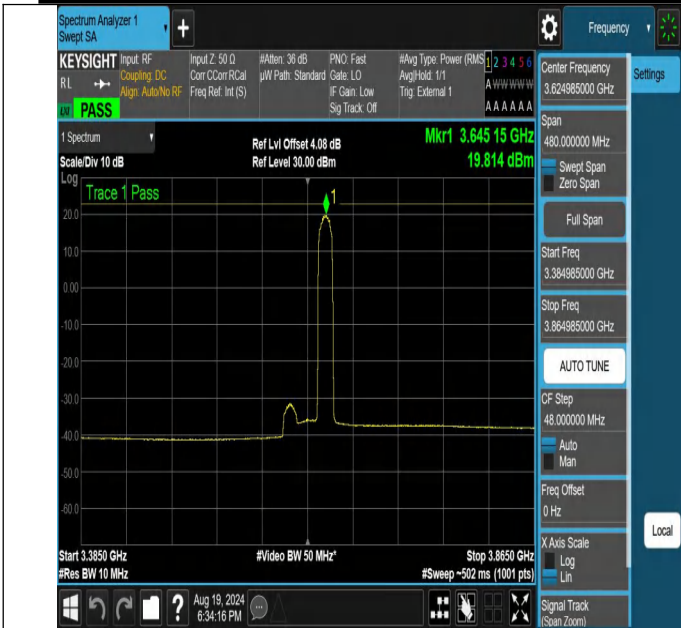 Spectrum Analyzer 1
Swept SA
Frequency
KEYSIGHT
RL
PASS
Input: RF
Coupling: DC
Align: Auto/No RF
Input Z: 50 Ω
Corr CCorr RCal
Freq Ref: Int (S)
#Atten: 36 dB
µW Path: Standard
PNO: Fast
Gate: LO
IF Gain: Low
Sig Track: Off
#Avg Type: Power (RMS
Avg|Hold: 1/1
Trig: External 1
1 2 3 4 5 6
A W W W W W
A A A A A A
1 Spectrum
Scale/Div 10 dB
Log
Ref Lvl Offset 4.08 dB
Ref Level 30.00 dBm
Mkr1 3.645 15 GHz
19.814 dBm
Trace 1 Pass
1
20.0
10.0
0.00
-10.0
-20.0
-30.0
-40.0
-50.0
-60.0
Start 3.3850 GHz
#Res BW 10 MHz
#Video BW 50 MHz*
Stop 3.8650 GHz
#Sweep ~502 ms (1001 pts)
Aug 19, 2024
6:34:16 PM
?
Center Frequency
3.624985000 GHz
Settings
Span
480.000000 MHz
Swept Span
Zero Span
Full Span
Start Freq
3.384985000 GHz
Stop Freq
3.864985000 GHz
AUTO TUNE
CF Step
48.000000 MHz
Auto
Man
Freq Offset
0 Hz
X Axis Scale
Log
Lin
Local
Signal Track
(Span Zoom)